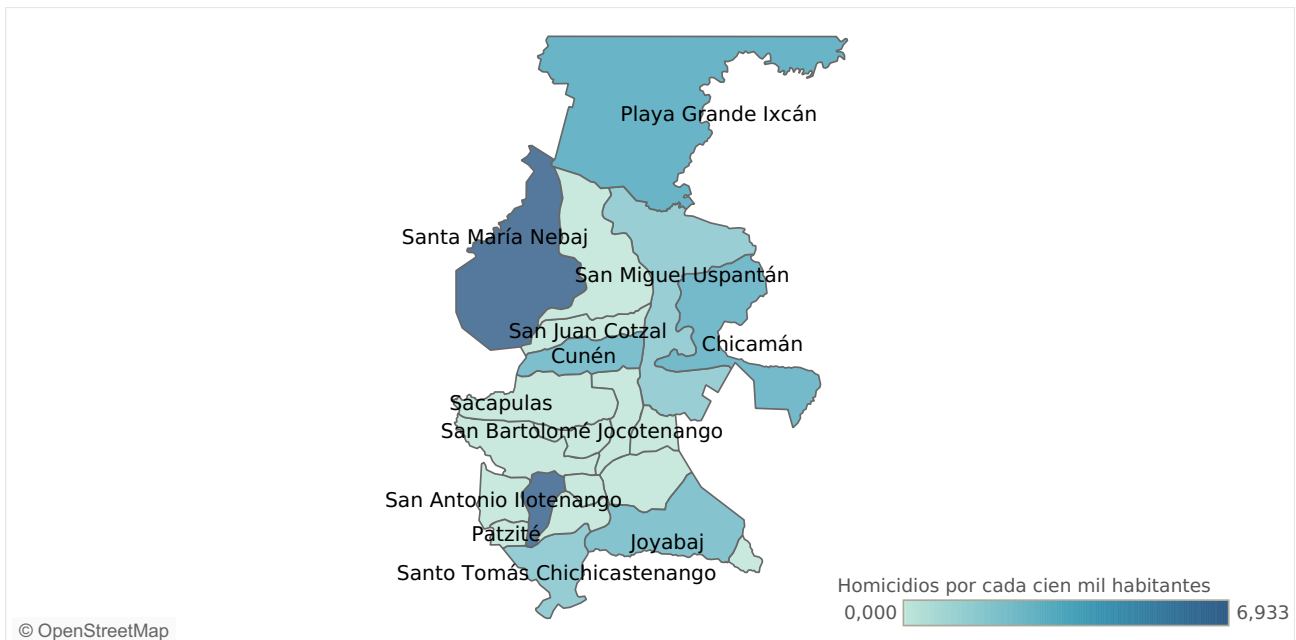 Playa Grande Ixcán
Santa María Nebaj
San Miguel Uspantán
San Juan Cotzal
Chicamán
Cunén
Sacapulas
San Bartolomé Jocotenango
San Antonio Ilotenango
Patzité
Joyabaj
Santo Tomás Chichicastenango
Homicidios por cada cien mil habitantes
0,000 6,933
© OpenStreetMap